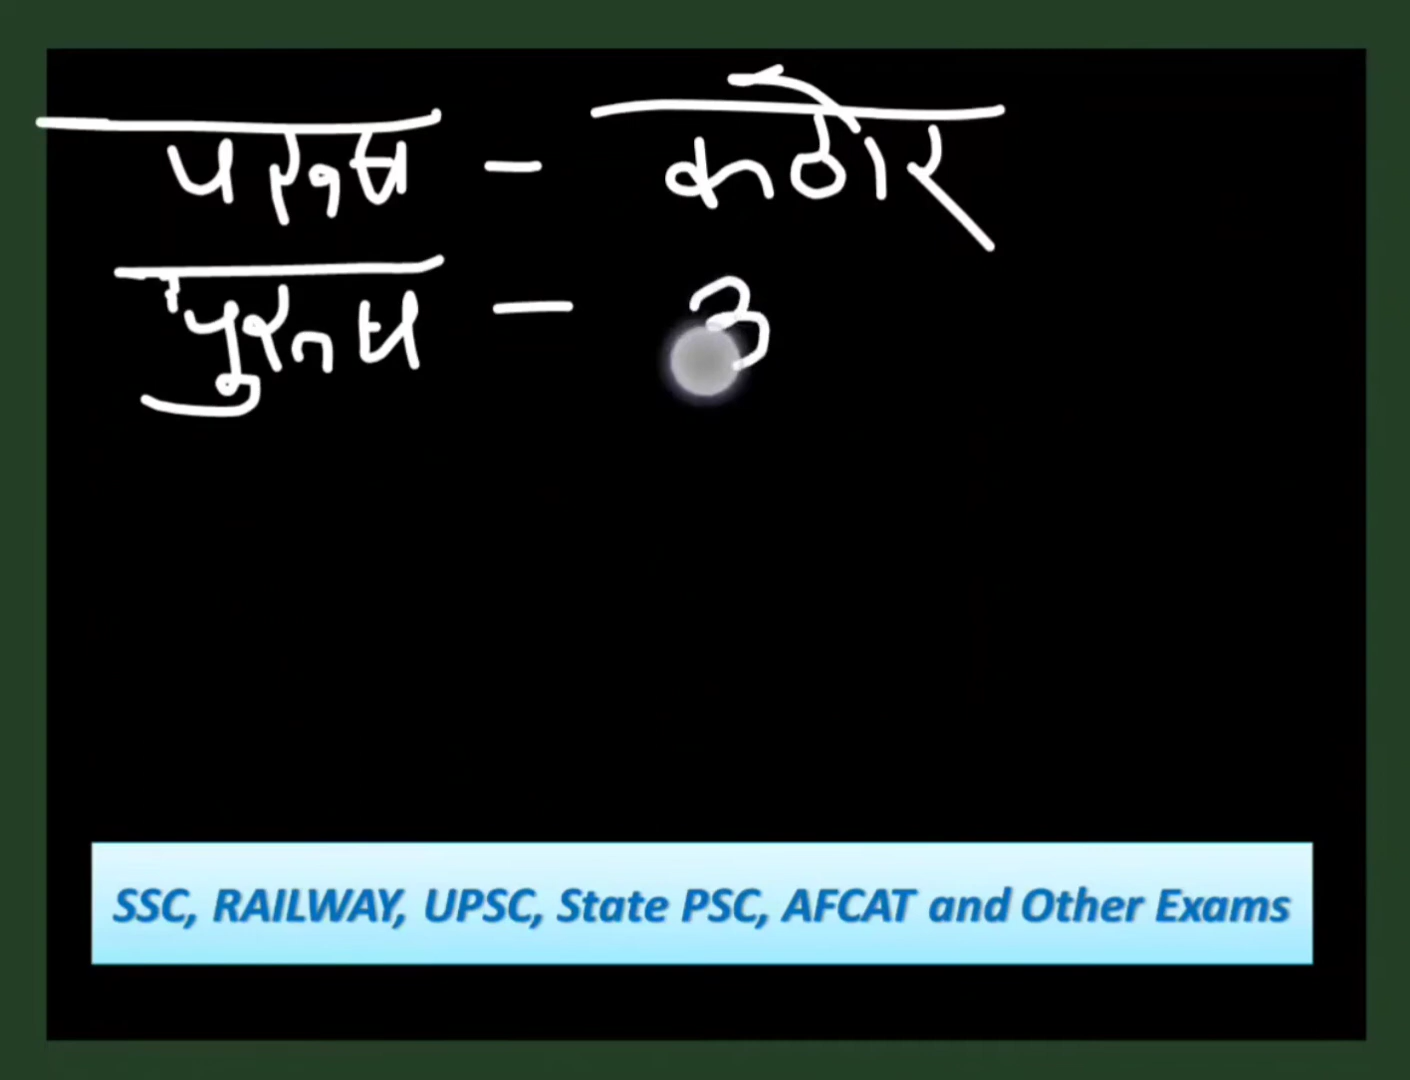 परुष - कठोर
पुरुष -
SSC, RAILWAY, UPSC, State PSC, AFCAT and Other Exams